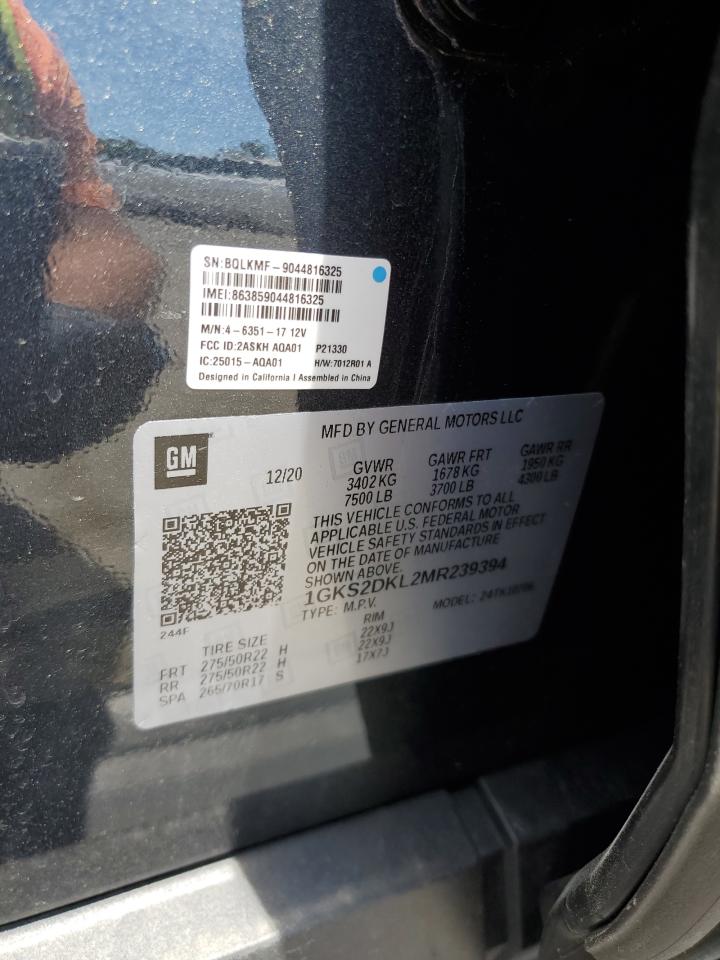 SN:BQLKMF-9044816325
IMEI:863859044816325
M/N:4-6351-17 12V
FCC ID:2ASKH AQA01 P21330
IC:25015-AQA01 H/W:7012R01 A
Designed in California I Assembled in China
MFD BY GENERAL MOTORS LLC
GM
12/20
GVWR GAWR FRT GAWR RR
3402 KG 1678 KG 1950 KG
7500 LB 3700 LB 4300 LB
THIS VEHICLE CONFORMS TO ALL
APPLICABLE U.S. FEDERAL MOTOR
VEHICLE SAFETY STANDARDS IN EFFECT
ON THE DATE OF MANUFACTURE
SHOWN ABOVE.
1GKS2DKL2MR239394
TYPE: M.P.V. MODEL: 24TK10706
244F
TIRE SIZE RIM
FRT 275/50R22 H 22X9J
RR 275/50R22 H 22X9J
SPA 265/70R17 S 17X7J